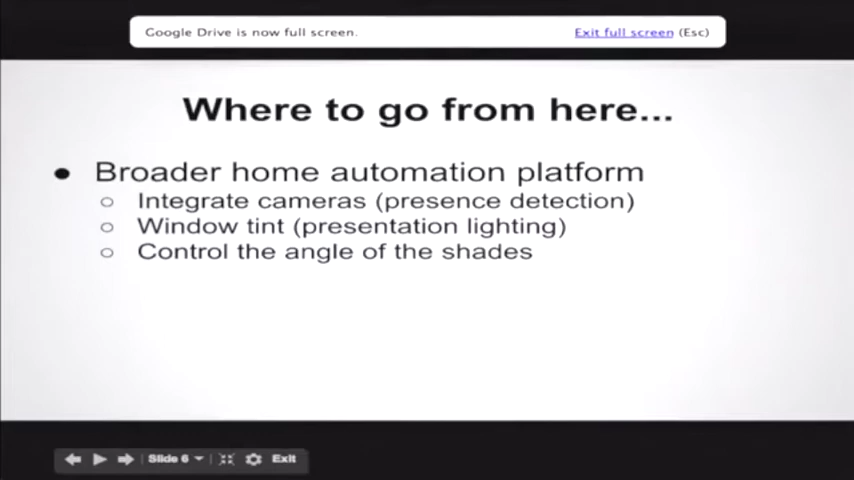 Google Drive is now full screen. Exit full screen (Esc)
Where to go from here...
● Broader home automation platform
○ Integrate cameras (presence detection)
○ Window tint (presentation lighting)
○ Control the angle of the shades
Slide 6 Exit